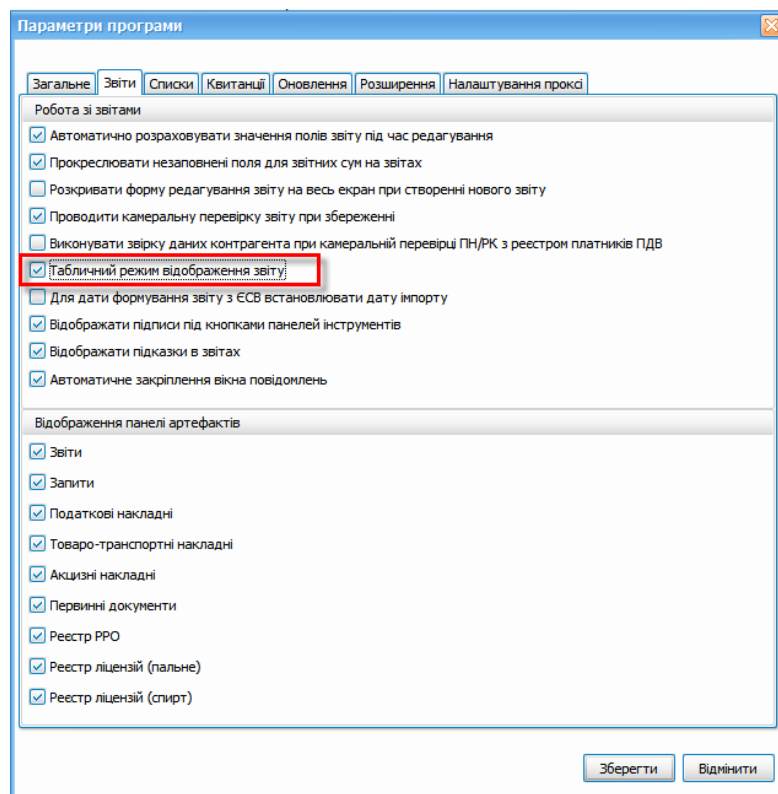 Параметри програми
Загальне Звіти Списки Квитанції Оновлення Розширення Налаштування проксі
Робота зі звітами
Автоматично розраховувати значення полів звіту під час редагування
Прокреслювати незаповнені поля для звітних сум на звітах
Розкривати форму редагування звіту на весь екран при створенні нового звіту
Проводити камеральну перевірку звіту при збереженні
Виконувати звірку даних контрагента при камеральній перевірці ПН/РК з реєстром платників ПДВ
Табличний режим відображення звіту
Для дати формування звіту з ЄСВ встановлювати дату імпорту
Відображати підписи під кнопками панелей інструментів
Відображати підказки в звітах
Автоматичне закріплення вікна повідомлень
Відображення панелі артефактів
Звіти
Запити
Податкові накладні
Товаро-транспортні накладні
Акцизні накладні
Первинні документи
Реєстр РРО
Реєстр ліцензій (пальне)
Реєстр ліцензій (спирт)
Зберегти Відмінити